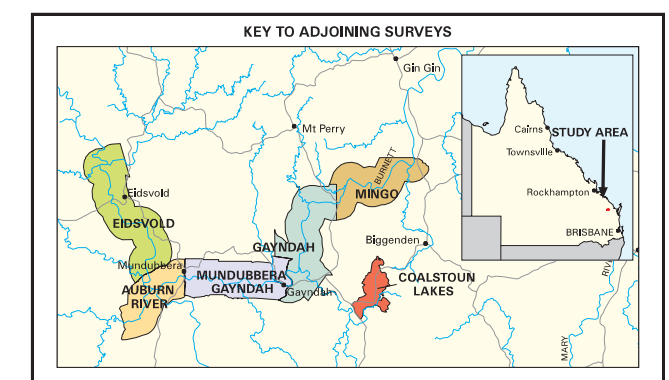 KEY TO ADJOINING SURVEYS
Gin Gin
Mt Perry
BURNETT
Eidsvold
MINGO
EIDSVOLD
GAYNDAH
Biggenden
Mundubbera
MUNDUBBERA
GAYNDAH
Gayndah
AUBURN
RIVER
COALSTOUN
LAKES
MARY
RIV
Cairns
STUDY AREA
Townsville
Rockhampton
BRISBANE